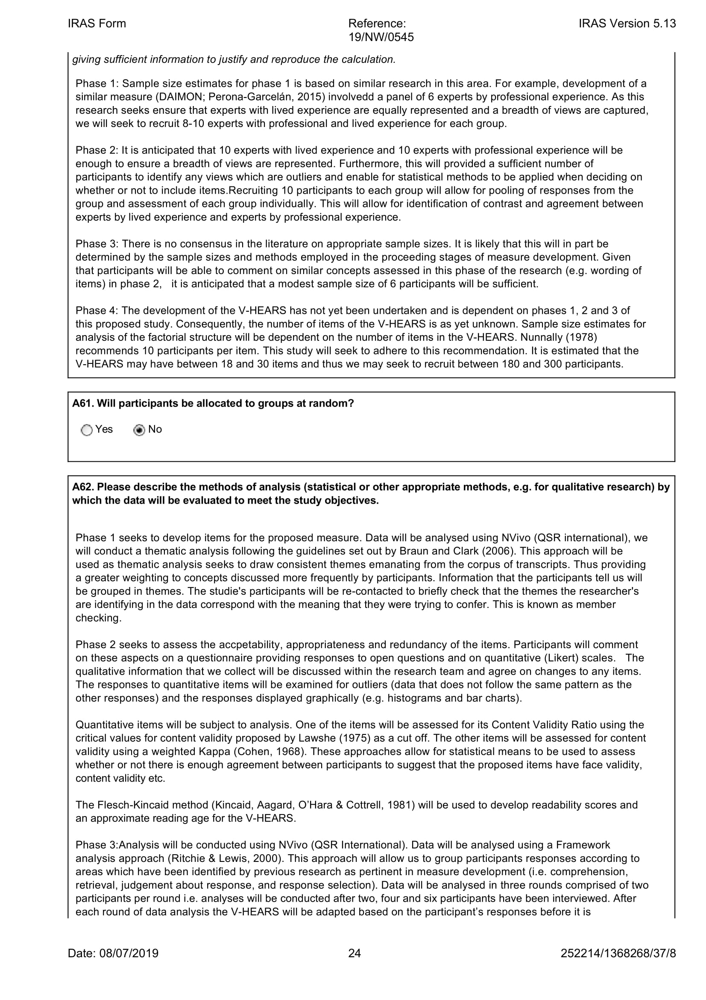 IRAS Form
Reference:
19/NW/0545
IRAS Version 5.13
giving sufficient information to justify and reproduce the calculation.
Phase 1: Sample size estimates for phase 1 is based on similar research in this area. For example, development of a
similar measure (DAIMON; Perona-Garcelán, 2015) involvedd a panel of 6 experts by professional experience. As this
research seeks ensure that experts with lived experience are equally represented and a breadth of views are captured,
we will seek to recruit 8-10 experts with professional and lived experience for each group.
Phase 2: It is anticipated that 10 experts with lived experience and 10 experts with professional experience will be
enough to ensure a breadth of views are represented. Furthermore, this will provided a sufficient number of
participants to identify any views which are outliers and enable for statistical methods to be applied when deciding on
whether or not to include items.Recruiting 10 participants to each group will allow for pooling of responses from the
group and assessment of each group individually. This will allow for identification of contrast and agreement between
experts by lived experience and experts by professional experience.
Phase 3: There is no consensus in the literature on appropriate sample sizes. It is likely that this will in part be
determined by the sample sizes and methods employed in the proceeding stages of measure development. Given
that participants will be able to comment on similar concepts assessed in this phase of the research (e.g. wording of
items) in phase 2,   it is anticipated that a modest sample size of 6 participants will be sufficient.
Phase 4: The development of the V-HEARS has not yet been undertaken and is dependent on phases 1, 2 and 3 of
this proposed study. Consequently, the number of items of the V-HEARS is as yet unknown. Sample size estimates for
analysis of the factorial structure will be dependent on the number of items in the V-HEARS. Nunnally (1978)
recommends 10 participants per item. This study will seek to adhere to this recommendation. It is estimated that the
V-HEARS may have between 18 and 30 items and thus we may seek to recruit between 180 and 300 participants.
A61. Will participants be allocated to groups at random?
Yes No
A62. Please describe the methods of analysis (statistical or other appropriate methods, e.g. for qualitative research) by
which the data will be evaluated to meet the study objectives.
Phase 1 seeks to develop items for the proposed measure. Data will be analysed using NVivo (QSR international), we
will conduct a thematic analysis following the guidelines set out by Braun and Clark (2006). This approach will be
used as thematic analysis seeks to draw consistent themes emanating from the corpus of transcripts. Thus providing
a greater weighting to concepts discussed more frequently by participants. Information that the participants tell us will
be grouped in themes. The studie's participants will be re-contacted to briefly check that the themes the researcher's
are identifying in the data correspond with the meaning that they were trying to confer. This is known as member
checking.
Phase 2 seeks to assess the accpetability, appropriateness and redundancy of the items. Participants will comment
on these aspects on a questionnaire providing responses to open questions and on quantitative (Likert) scales.   The
qualitative information that we collect will be discussed within the research team and agree on changes to any items.
The responses to quantitative items will be examined for outliers (data that does not follow the same pattern as the
other responses) and the responses displayed graphically (e.g. histograms and bar charts).
Quantitative items will be subject to analysis. One of the items will be assessed for its Content Validity Ratio using the
critical values for content validity proposed by Lawshe (1975) as a cut off. The other items will be assessed for content
validity using a weighted Kappa (Cohen, 1968). These approaches allow for statistical means to be used to assess
whether or not there is enough agreement between participants to suggest that the proposed items have face validity,
content validity etc.
The Flesch-Kincaid method (Kincaid, Aagard, O’Hara & Cottrell, 1981) will be used to develop readability scores and
an approximate reading age for the V-HEARS.
Phase 3:Analysis will be conducted using NVivo (QSR International). Data will be analysed using a Framework
analysis approach (Ritchie & Lewis, 2000). This approach will allow us to group participants responses according to
areas which have been identified by previous research as pertinent in measure development (i.e. comprehension,
retrieval, judgement about response, and response selection). Data will be analysed in three rounds comprised of two
participants per round i.e. analyses will be conducted after two, four and six participants have been interviewed. After
each round of data analysis the V-HEARS will be adapted based on the participant’s responses before it is
Date: 08/07/2019
24
252214/1368268/37/8